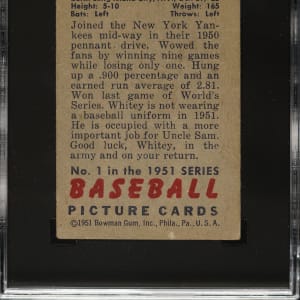 Height: 5-10 Weight: 165
Bats: Left Throws: Left
Joined the New York Yan-
kees mid-way in their 1950
pennant drive. Wowed the
fans by winning nine games
while losing only one. Hung
up a .900 percentage and an
earned run average of 2.81.
Won last game of World's
Series. Whitey is not wearing
a baseball uniform in 1951.
He is occupied with a more
important job for Uncle Sam.
Good luck, Whitey, in the
army and on your return.
No. 1 in the 1951 SERIES
BASEBALL
PICTURE CARDS
©1951 Bowman Gum, Inc., Phila., Pa., U. S. A.